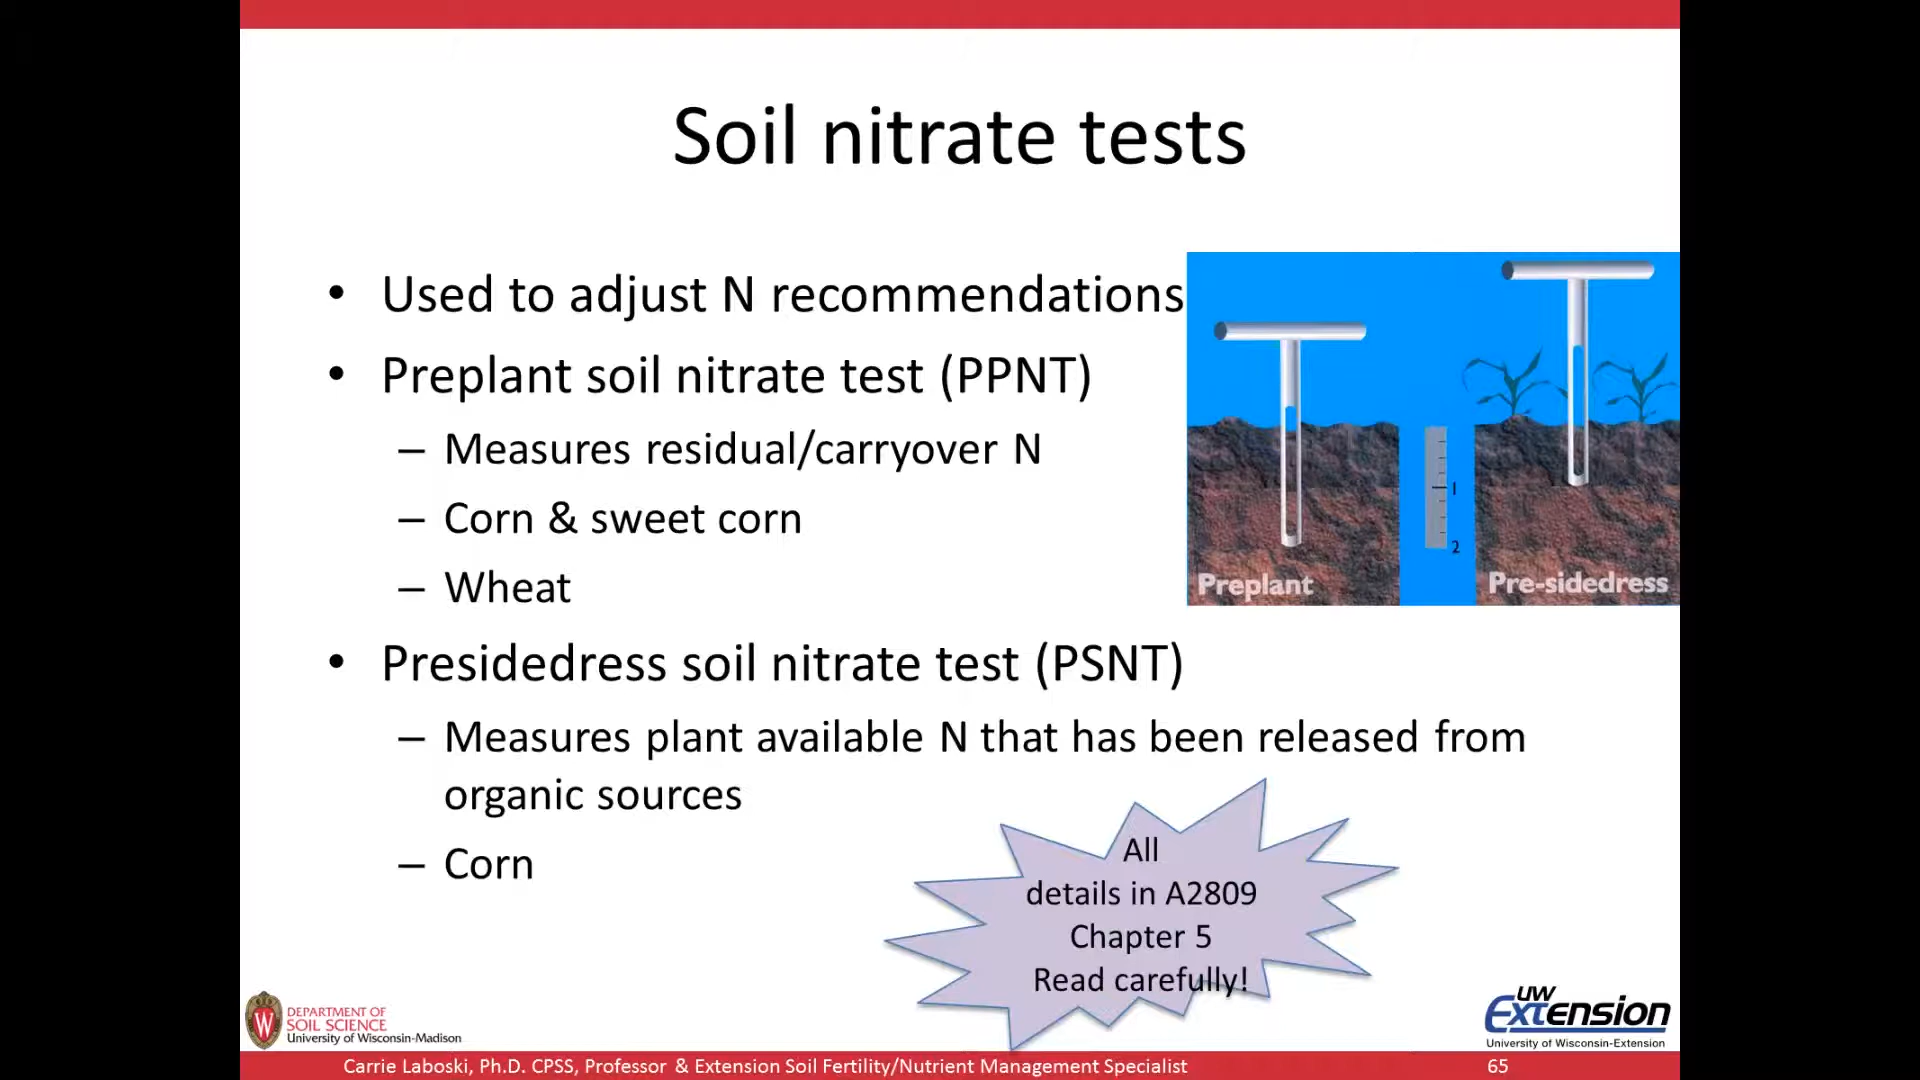 Soil nitrate tests
• Used to adjust N recommendations
• Preplant soil nitrate test (PPNT)
– Measures residual/carryover N
– Corn & sweet corn
– Wheat
1
2
Preplant
Pre-sidedress
• Presidedress soil nitrate test (PSNT)
– Measures plant available N that has been released from
organic sources
– Corn
All
details in A2809
Chapter 5
Read carefully!
W
DEPARTMENT OF
SOIL SCIENCE
University of Wisconsin-Madison
UW
Extension
University of Wisconsin-Extension
Carrie Laboski, Ph.D. CPSS, Professor & Extension Soil Fertility/Nutrient Management Specialist
65